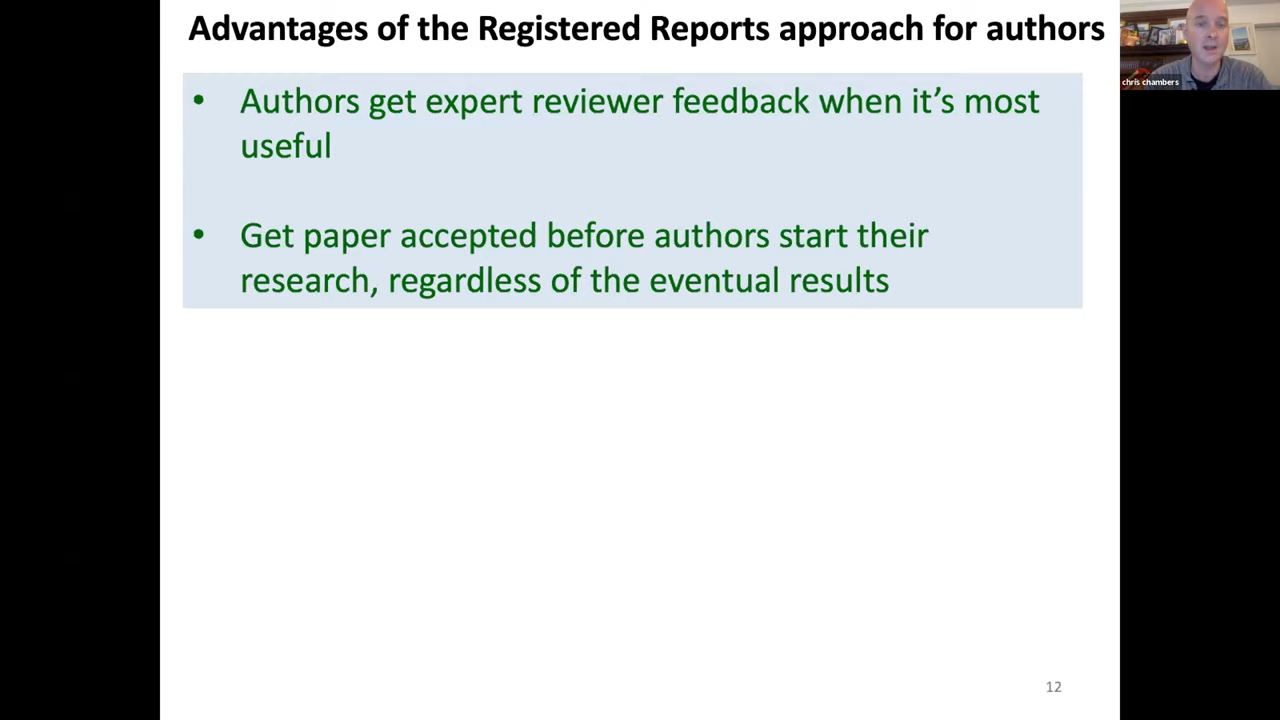 Advantages of the Registered Reports approach for authors
chris chambers
• Authors get expert reviewer feedback when it’s most
useful
• Get paper accepted before authors start their
research, regardless of the eventual results
12